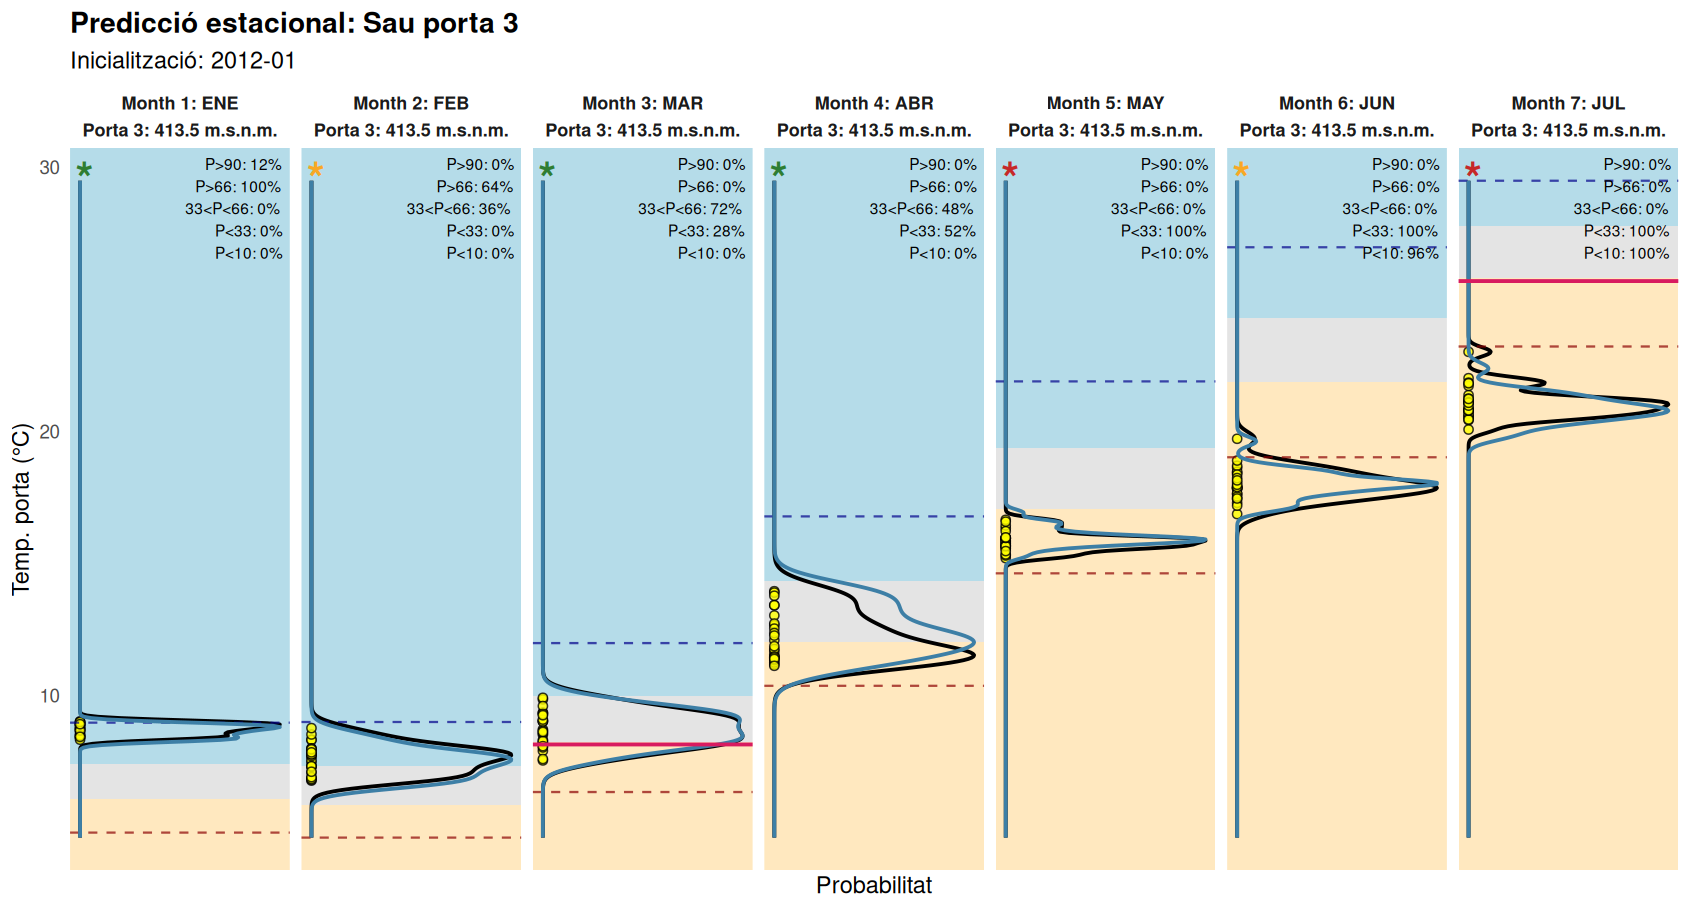 Predicció estacional: Sau porta 3
Inicialització: 2012-01
Month 1: ENE
Porta 3: 413.5 m.s.n.m.
Month 2: FEB
Porta 3: 413.5 m.s.n.m.
Month 3: MAR
Porta 3: 413.5 m.s.n.m.
Month 4: ABR
Porta 3: 413.5 m.s.n.m.
Month 5: MAY
Porta 3: 413.5 m.s.n.m.
Month 6: JUN
Porta 3: 413.5 m.s.n.m.
Month 7: JUL
Porta 3: 413.5 m.s.n.m.
*
P>90: 12%
P>66: 100%
33<P<66: 0%
P<33: 0%
P<10: 0%
*
P>90: 0%
P>66: 64%
33<P<66: 36%
P<33: 0%
P<10: 0%
*
P>90: 0%
P>66: 0%
33<P<66: 72%
P<33: 28%
P<10: 0%
*
P>90: 0%
P>66: 0%
33<P<66: 48%
P<33: 52%
P<10: 0%
*
P>90: 0%
P>66: 0%
33<P<66: 0%
P<33: 100%
P<10: 0%
*
P>90: 0%
P>66: 0%
33<P<66: 0%
P<33: 100%
P<10: 96%
*
P>90: 0%
P>66: 0%
33<P<66: 0%
P<33: 100%
P<10: 100%
30
20
10
Temp. porta (°C)
Probabilitat